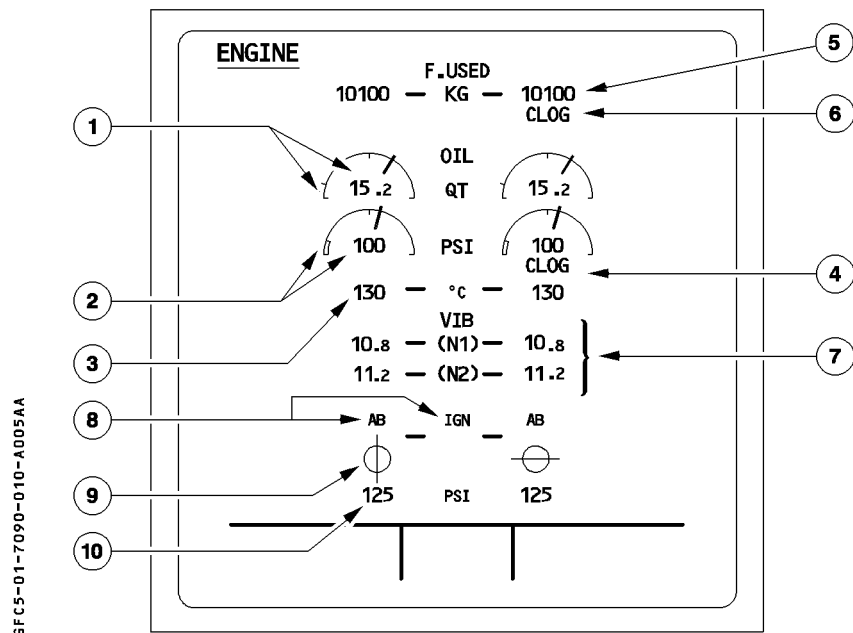 ENGINE
F.USED
10100 — KG — 10100
CLOG
OIL
15.2 QT 15.2
100 PSI 100
CLOG
130 — °C — 130
VIB
10.8 — (N1) — 10.8
11.2 — (N2) — 11.2
AB — IGN — AB
125 PSI 125
1
2
3
8
9
10
5
6
4
7
GFC5-01-7090-010-A005AA